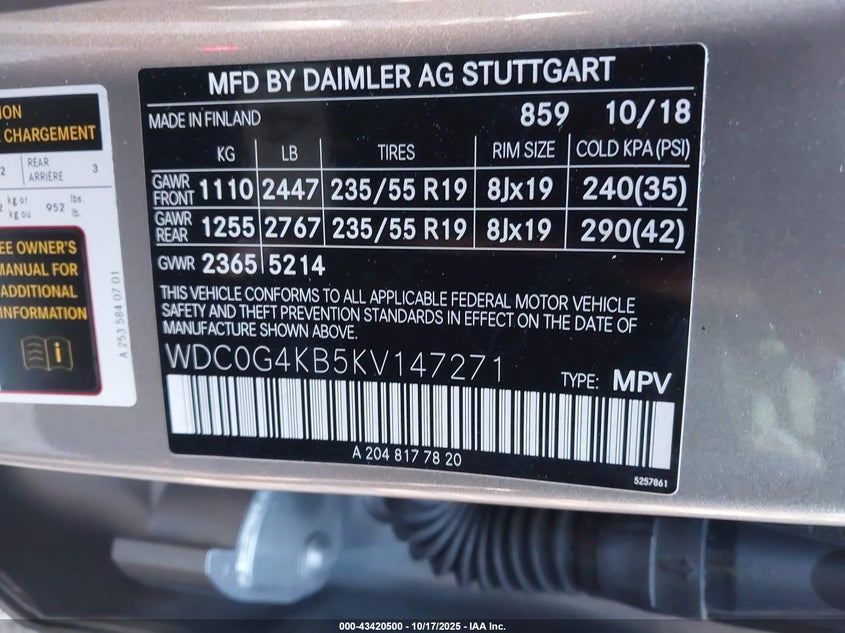 MFD BY DAIMLER AG STUTTGART
MADE IN FINLAND 859 10/18
KG LB TIRES RIM SIZE COLD KPA (PSI)
GAWR FRONT 1110 2447 235/55 R19 8Jx19 240(35)
GAWR REAR 1255 2767 235/55 R19 8Jx19 290(42)
GVWR 2365 5214
THIS VEHICLE CONFORMS TO ALL APPLICABLE FEDERAL MOTOR VEHICLE
SAFETY AND THEFT PREVENTION STANDARDS IN EFFECT ON THE DATE OF
MANUFACTURE SHOWN ABOVE.
WDC0G4KB5KV147271
TYPE: MPV
A 204 817 78 20
5257861
CHARGEMENT
2 REAR ARRIÈRE 3
kg or kg ou 952 lbs. lb.
OWNER'S
MANUAL FOR
ADDITIONAL
INFORMATION
A 253 584 07 01
000-43420500 - 10/17/2025 - IAA Inc.